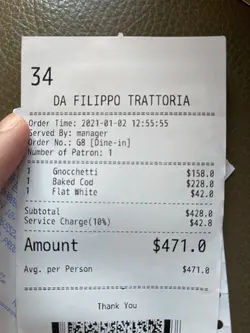 34
DA FILIPPO TRATTORIA
Order Time: 2021-01-02 12:55:55
Served By: manager
Order No.: G8 [Dine-in]
Number of Patron: 1
1 Gnocchetti $158.0
1 Baked Cod $228.0
1 Flat White $42.0
Subtotal $428.0
Service Charge(10%) $42.8
Amount $471.0
Avg. per Person $471.0
Thank You